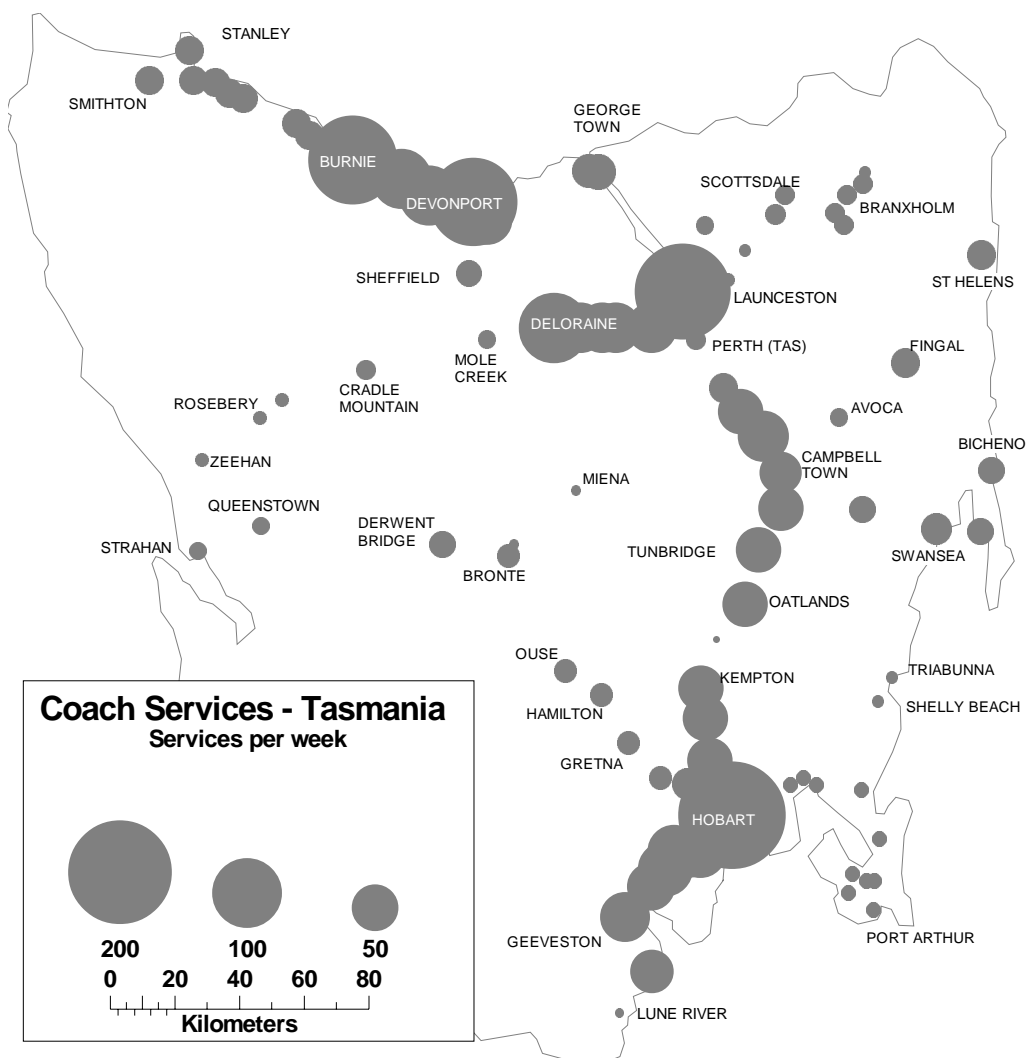 STANLEY
SMITHTON
GEORGE
TOWN
BURNIE
SCOTTSDALE
DEVONPORT
BRANXHOLM
SHEFFIELD
ST HELENS
LAUNCESTON
DELORAINE
PERTH (TAS)
FINGAL
MOLE
CREEK
CRADLE
MOUNTAIN
ROSEBERY
AVOCA
BICHENO
ZEEHAN
CAMPBELL
TOWN
MIENA
QUEENSTOWN
DERWENT
BRIDGE
STRAHAN
TUNBRIDGE
SWANSEA
BRONTE
OATLANDS
OUSE
TRIABUNNA
KEMPTON
SHELLY BEACH
HAMILTON
GRETNA
HOBART
GEEVESTON
PORT ARTHUR
LUNE RIVER
Coach Services - Tasmania
Services per week
200 100 50
0 20 40 60 80
Kilometers